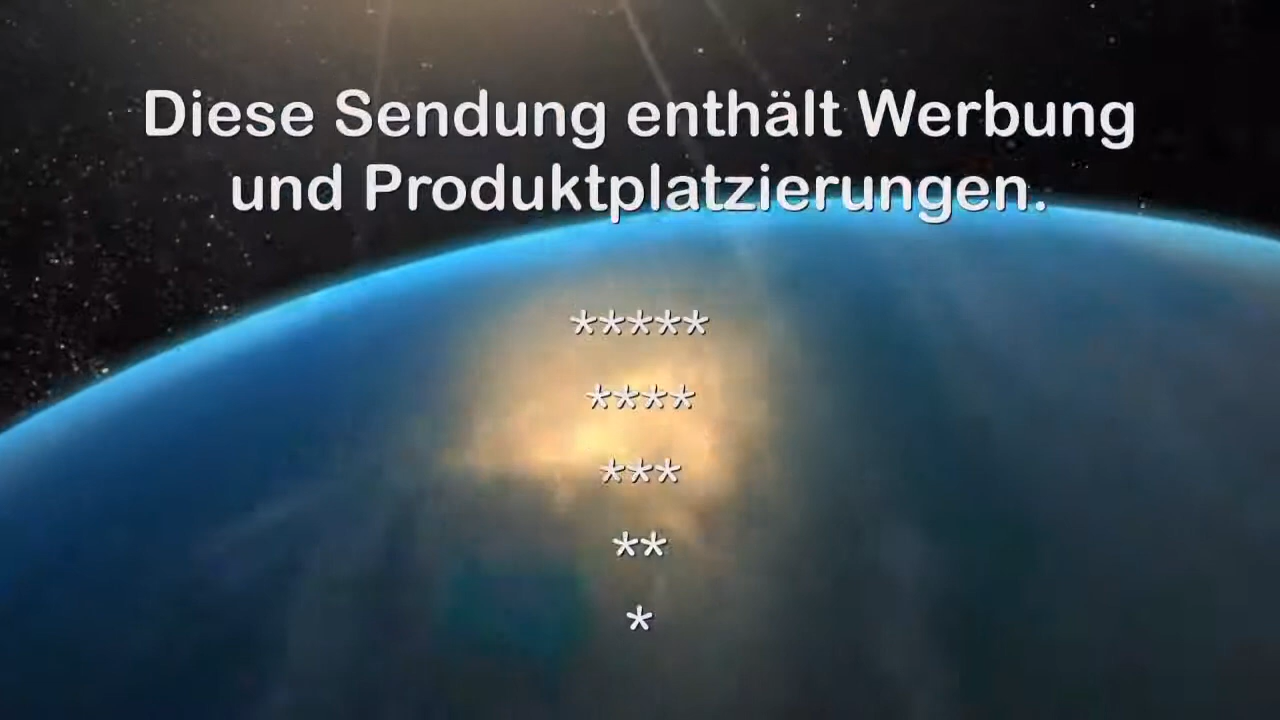 Diese Sendung enthält Werbung
und Produktplatzierungen.
*****
****
***
**
*